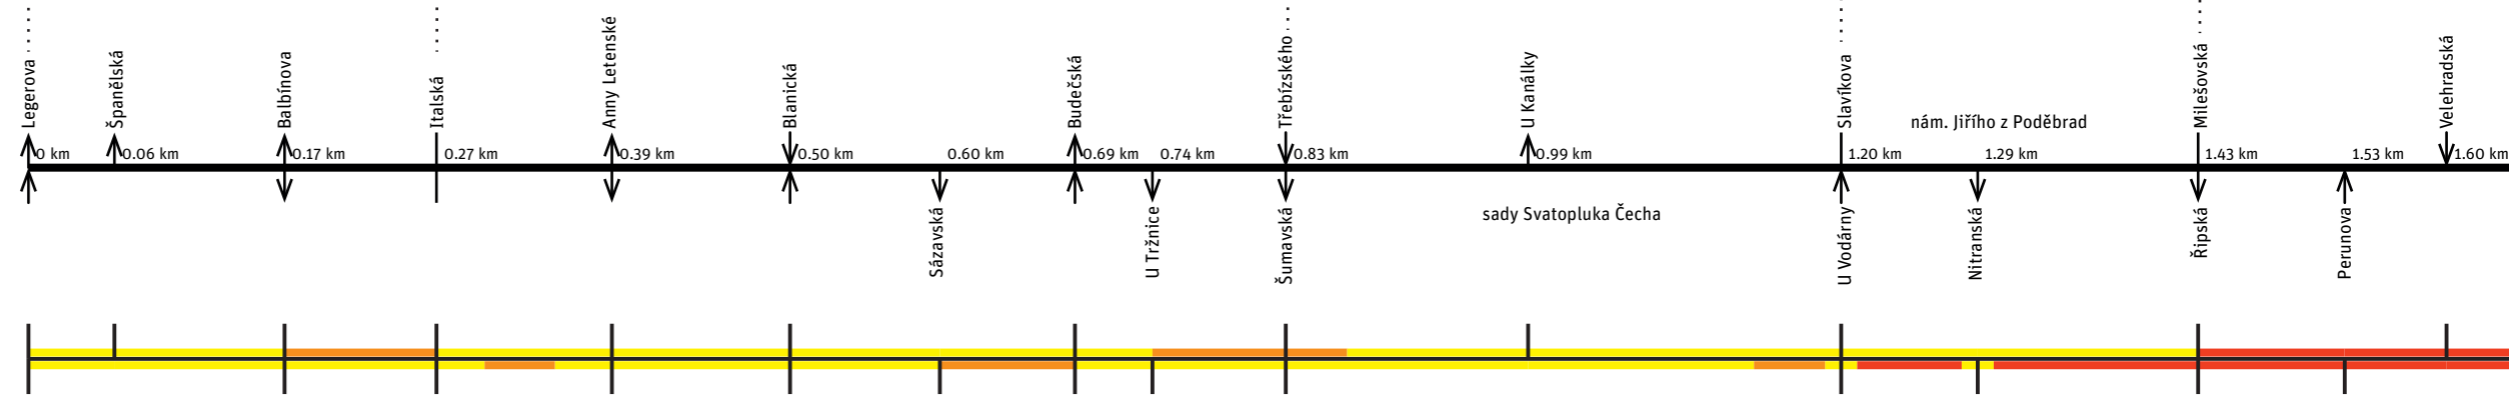 Legerova
Španělská
Balbínova
Italská
Anny Letenské
Blanická
Budečská
Třebízského
U Kanálky
Slavíkova
nám. Jiřího z Poděbrad
Milešovská
Velehradská
0 km
0.06 km
0.17 km
0.27 km
0.39 km
0.50 km
0.60 km
0.69 km
0.74 km
0.83 km
0.99 km
1.20 km
1.29 km
1.43 km
1.53 km
1.60 km
Sázavská
U Tržnice
Šumavská
sady Svatopluka Čecha
U Vodárny
Nitranská
Řipská
Perunova